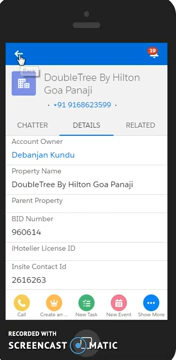 19
DoubleTree By Hilton
Goa Panaji
+91 9168623599
CHATTER DETAILS RELATED
Account Owner
Debanjan Kundu
Property Name
DoubleTree By Hilton Goa Panaji
Parent Property
BID Number
960614
iHotelier License ID
Insite Contact Id
2616263
Call Create an... New Task New Event Show More
RECORDED WITH
SCREENCAST MATIC